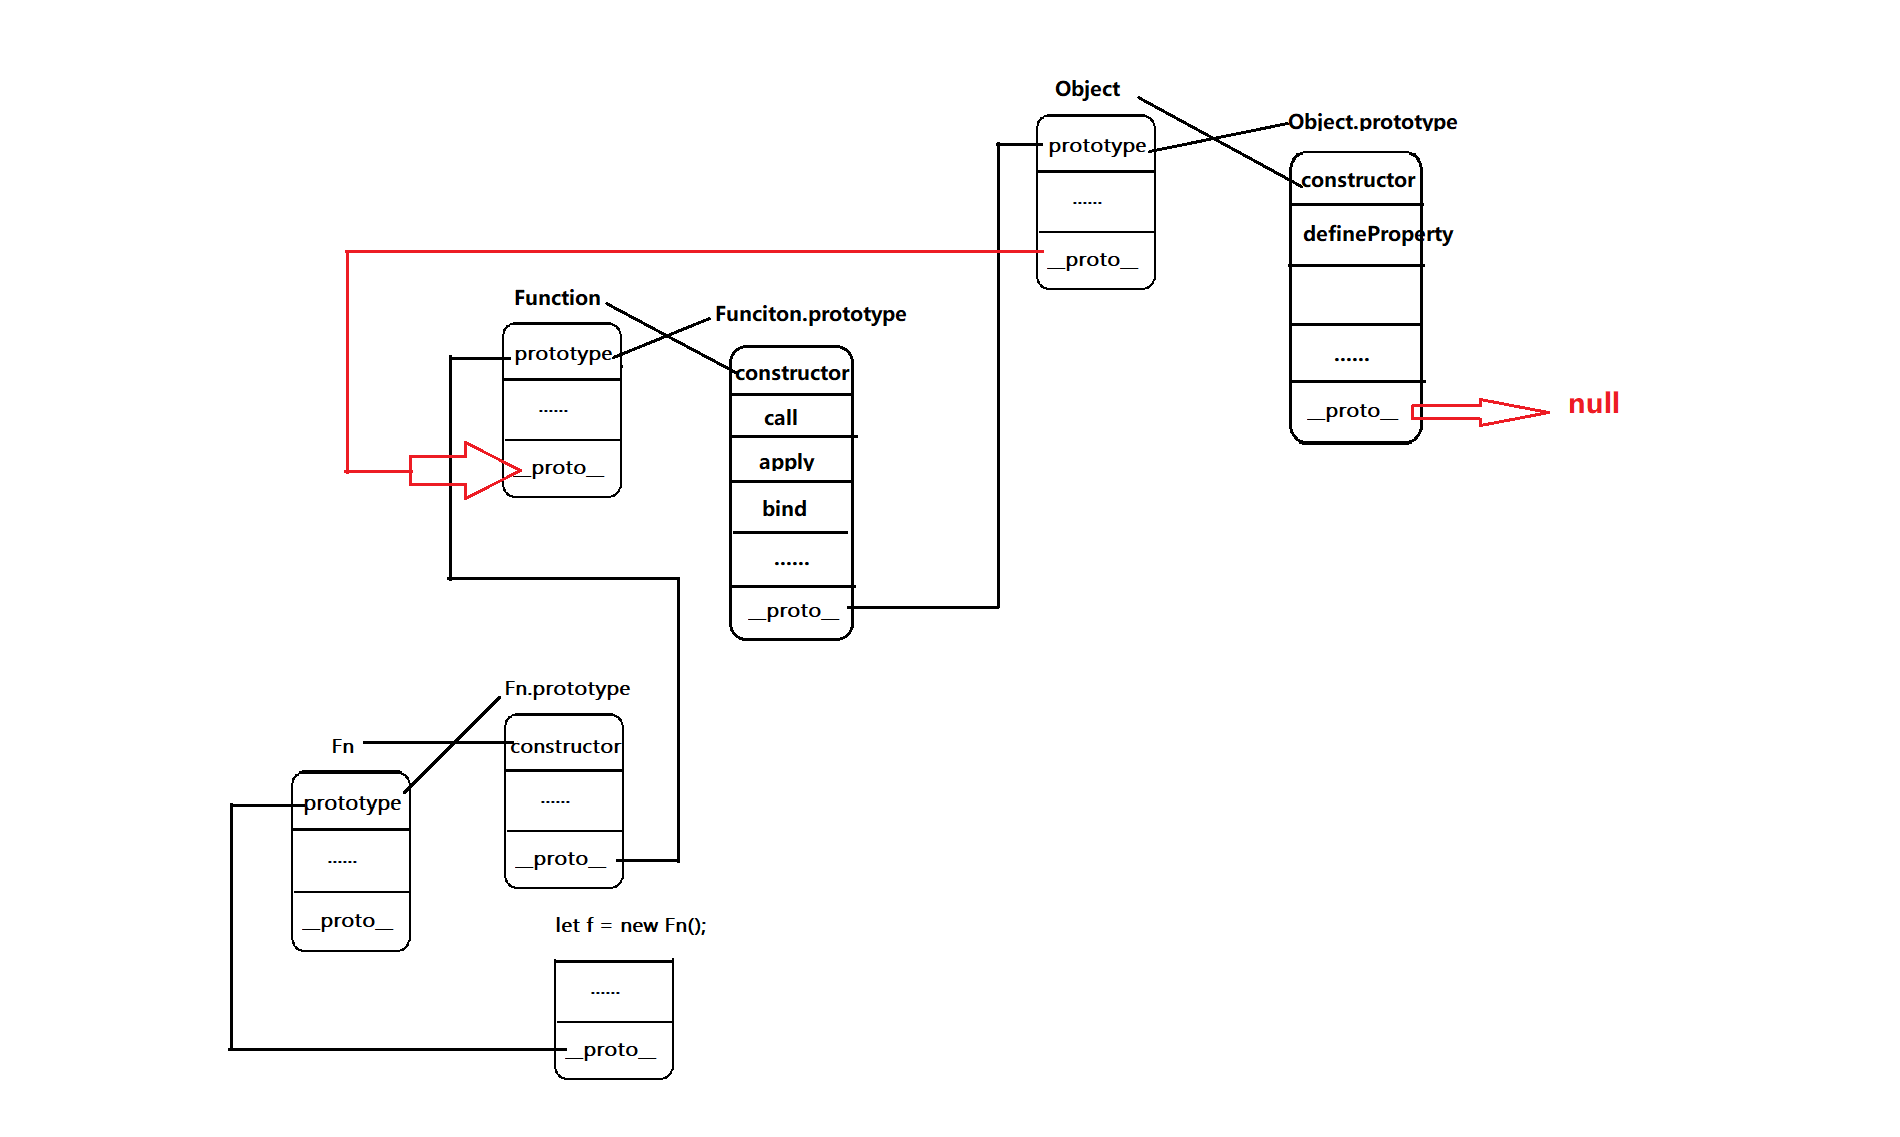 Object
prototype
......
__proto__
Object.prototype
constructor
defineProperty
......
__proto__
null
Function
prototype
......
__proto__
Funciton.prototype
constructor
call
apply
bind
......
__proto__
Fn.prototype
constructor
......
__proto__
Fn
prototype
......
__proto__
let f = new Fn();
......
__proto__